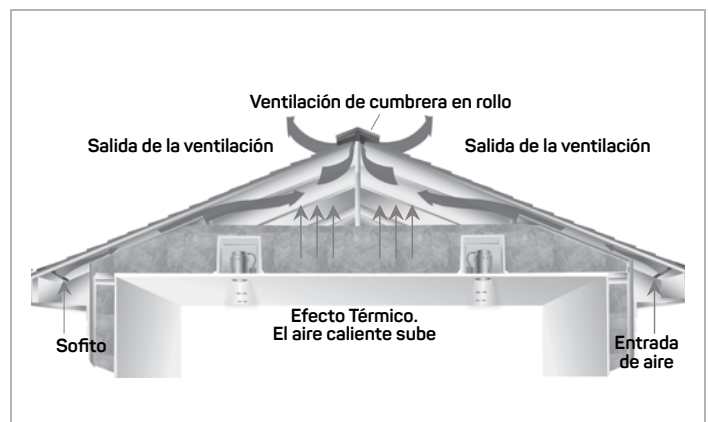 Ventilación de cumbrera en rollo
Salida de la ventilación
Salida de la ventilación
Efecto Térmico.
El aire caliente sube
Sofito
Entrada
de aire